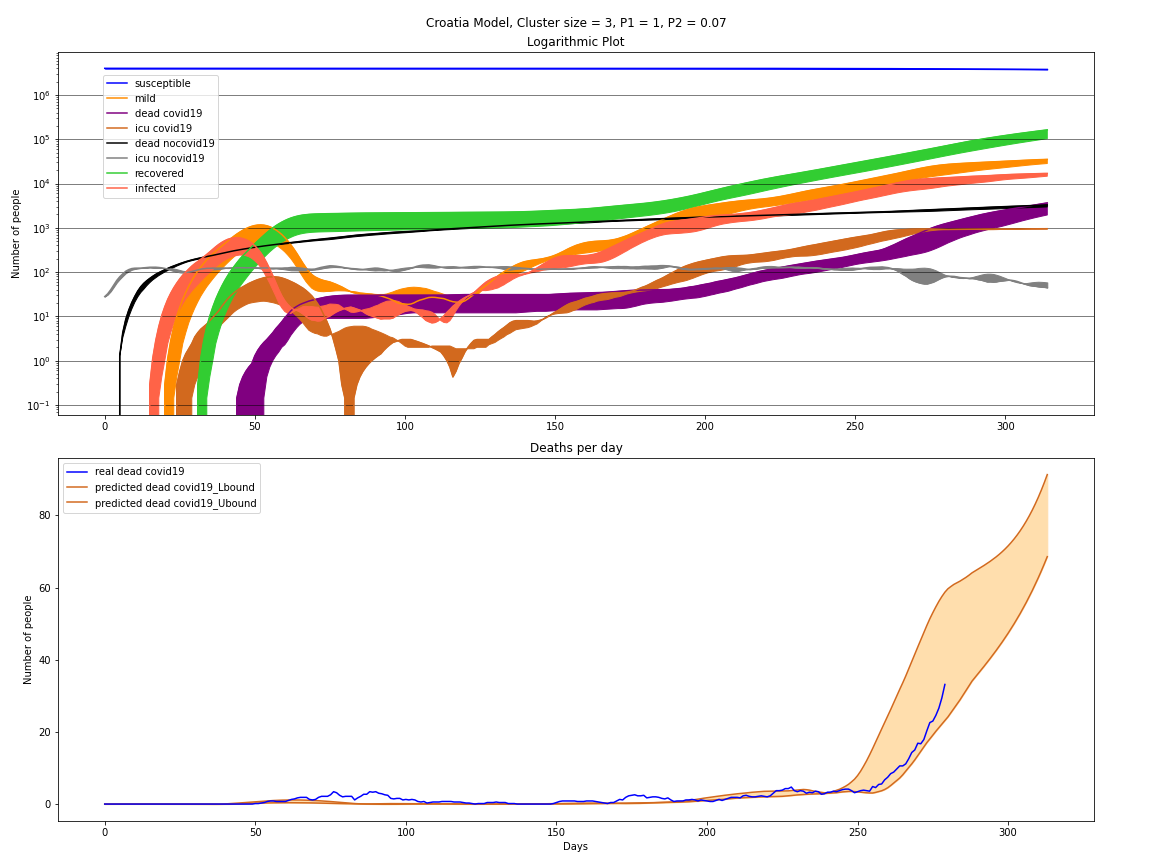 Croatia Model, Cluster size = 3, P1 = 1, P2 = 0.07
Logarithmic Plot
susceptible
mild
dead covid19
icu covid19
dead nocovid19
icu nocovid19
recovered
infected
Number of people
10^6
10^5
10^4
10^3
10^2
10^1
10^0
10^-1
0 50 100 150 200 250 300
Deaths per day
real dead covid19
predicted dead covid19_Lbound
predicted dead covid19_Ubound
Number of people
80
60
40
20
0
0 50 100 150 200 250 300
Days